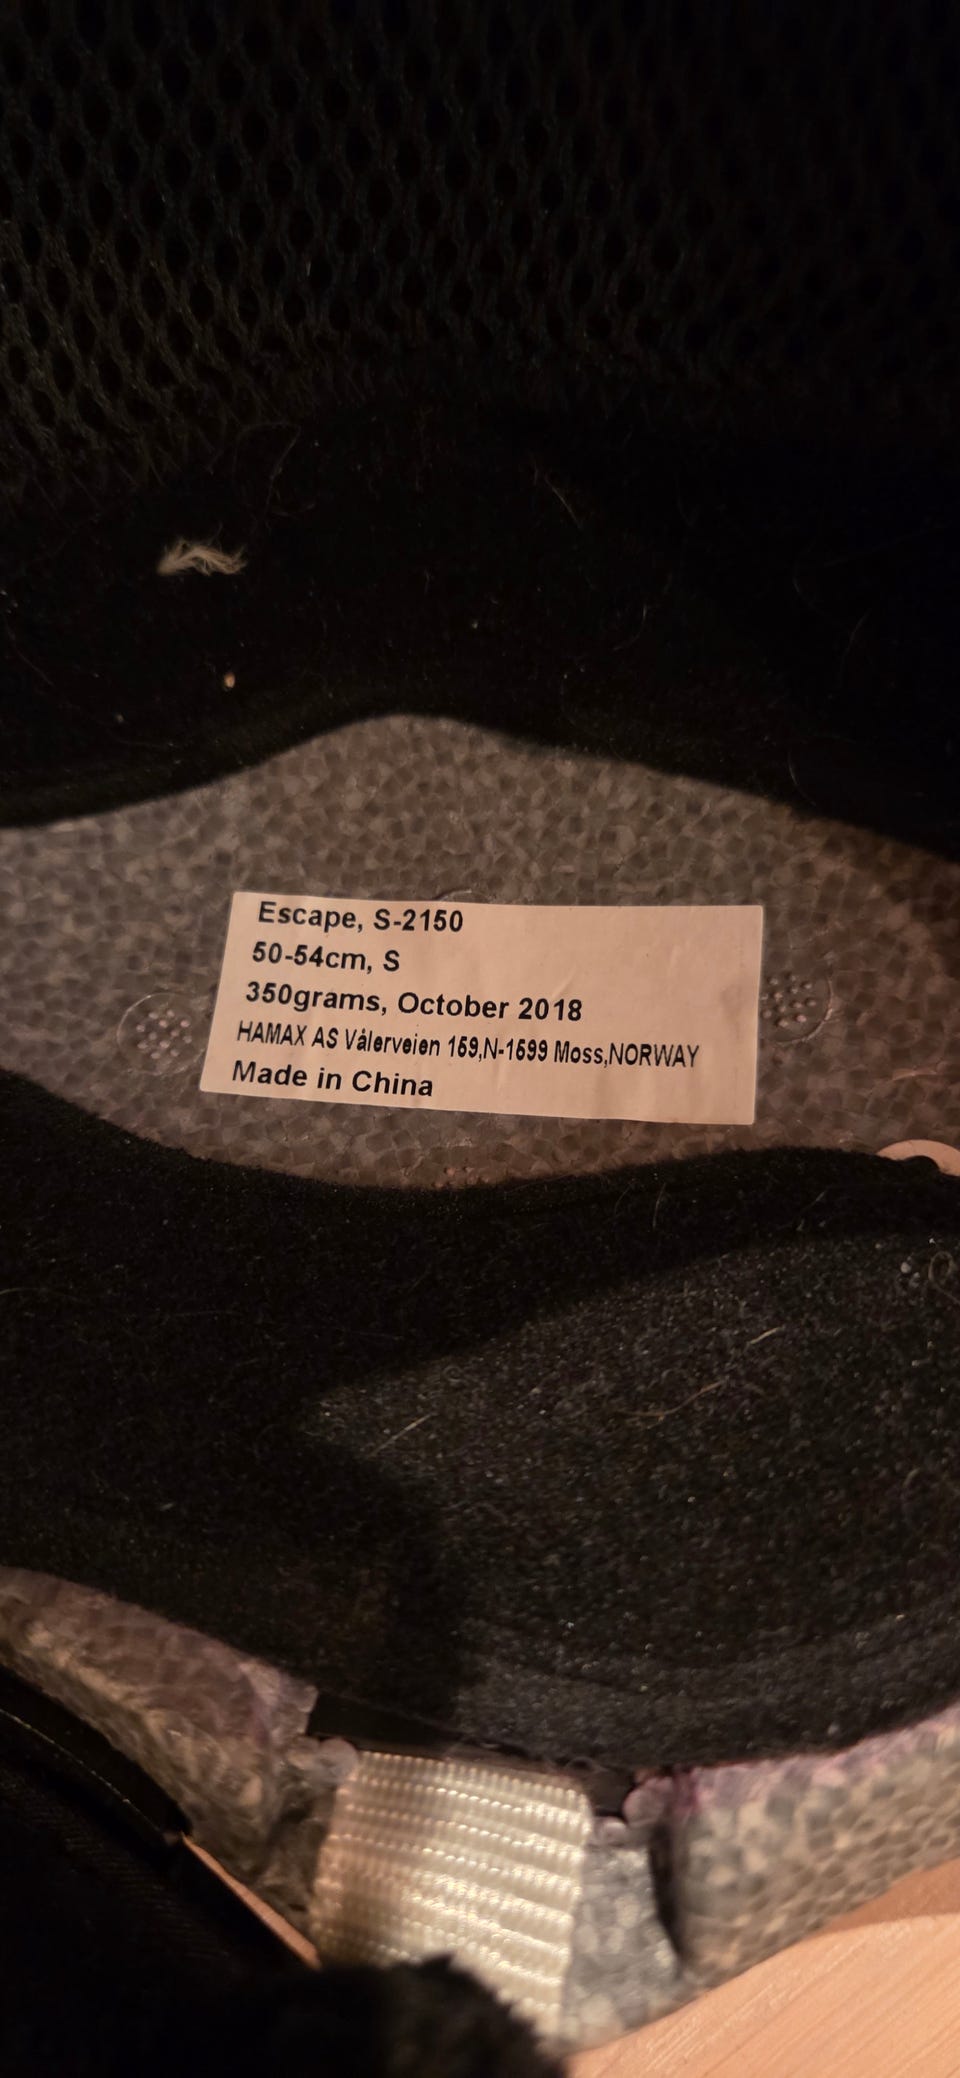 Escape, S-2150
50-54cm, S
350grams, October 2018
HAMAX AS Vålerveien 159,N-1599 Moss,NORWAY
Made in China